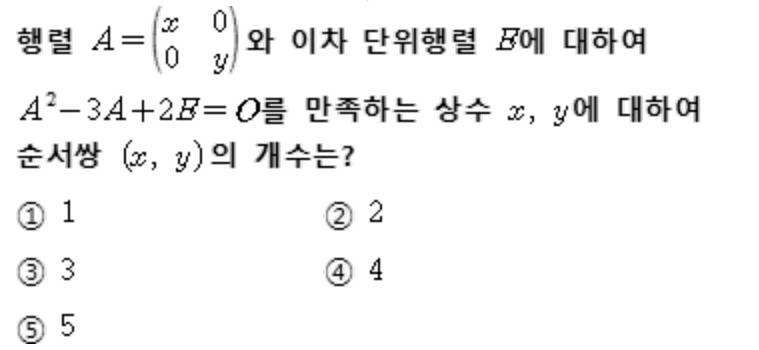 행렬 A=(x 0 0 y)와 이차 단위행렬 E에 대하여
A²-3A+2E=O를 만족하는 상수 x, y에 대하여
순서쌍 (x, y)의 개수는?
① 1 ② 2
③ 3 ④ 4
⑤ 5